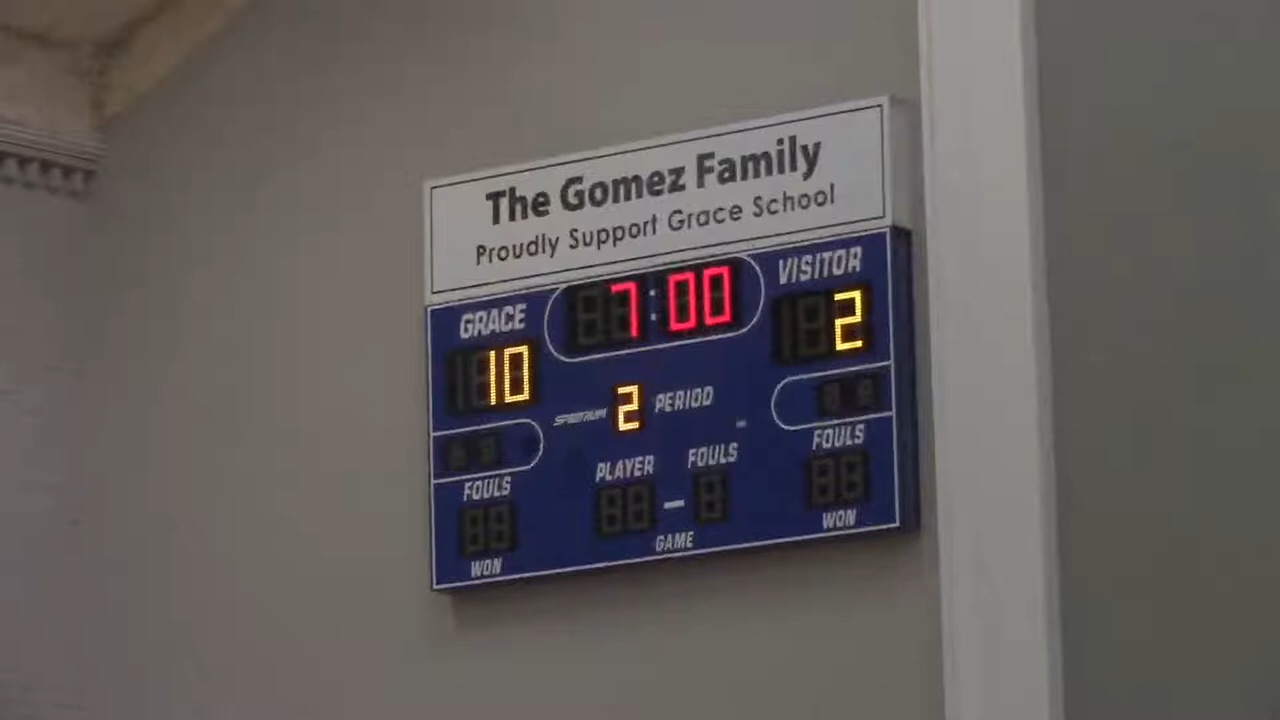 The Gomez Family
Proudly Support Grace School
GRACE
7:00
VISITOR
10
2
SPECTRUM
2 PERIOD
FOULS
PLAYER
FOULS
FOULS
WON
GAME
WON